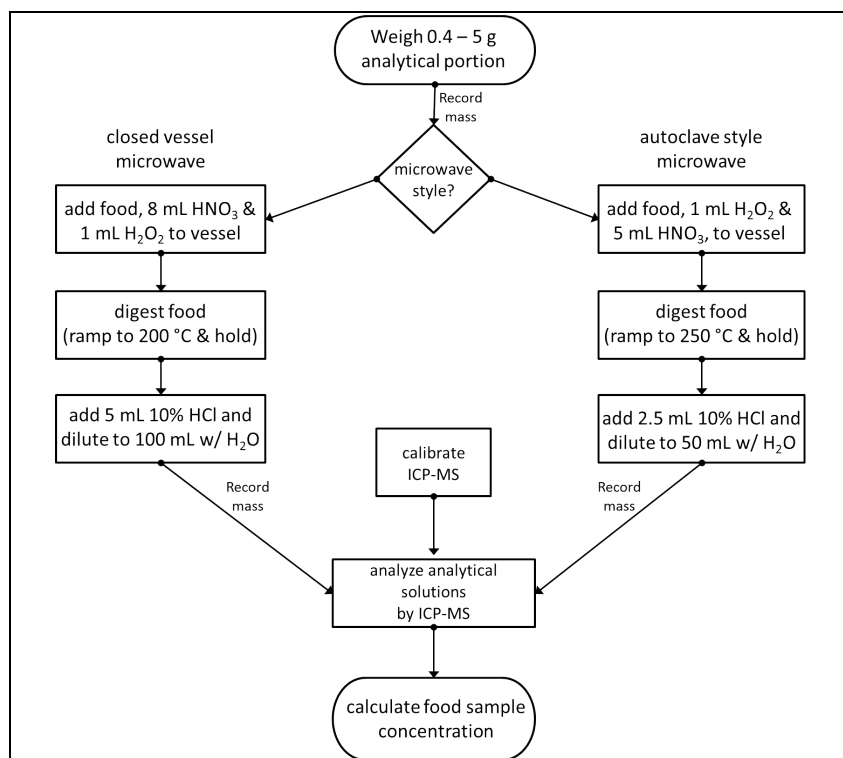 Weigh 0.4 – 5 g
analytical portion
Record
mass
closed vessel
microwave
microwave
style?
autoclave style
microwave
add food, 8 mL HNO₃ &
1 mL H₂O₂ to vessel
add food, 1 mL H₂O₂ &
5 mL HNO₃, to vessel
digest food
(ramp to 200 °C & hold)
digest food
(ramp to 250 °C & hold)
add 5 mL 10% HCl and
dilute to 100 mL w/ H₂O
add 2.5 mL 10% HCl and
dilute to 50 mL w/ H₂O
calibrate
ICP-MS
Record
mass
Record
mass
analyze analytical
solutions
by ICP-MS
calculate food sample
concentration